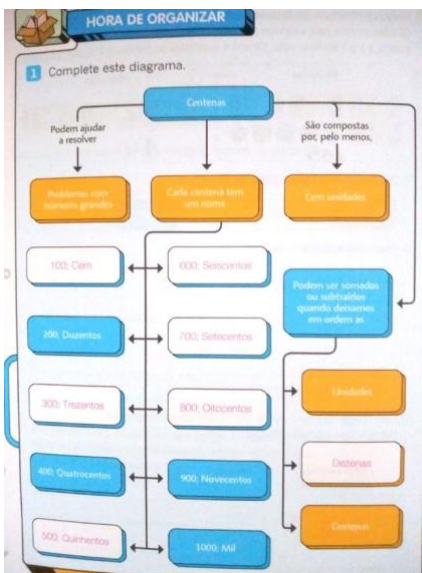 HORA DE ORGANIZAR
1 Complete este diagrama.
Centenas
Podem ajudar
a resolver
São compostas
por, pelo menos,
Problemas com
números grandes
Cada centena tem
um nome
Cem unidades
100; Cem
600; Seiscentos
Podem ser somadas
ou subtraídas
quando deixamos
em ordem as
200; Duzentos
700; Setecentos
300; Trezentos
800; Oitocentos
Unidades
400; Quatrocentos
900; Novecentos
Dezenas
500; Quinhentos
1000; Mil
Centenas